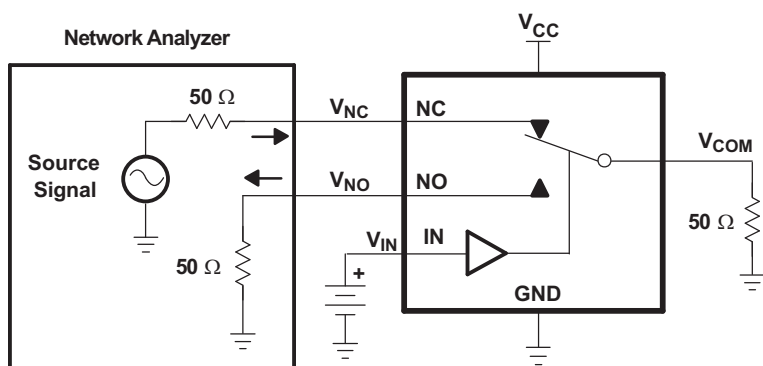 V_CC
Network Analyzer
50 Ω
V_NC
NC
V_COM
Source
Signal
V_NO
NO
50 Ω
V_IN
IN
50 Ω
+
GND